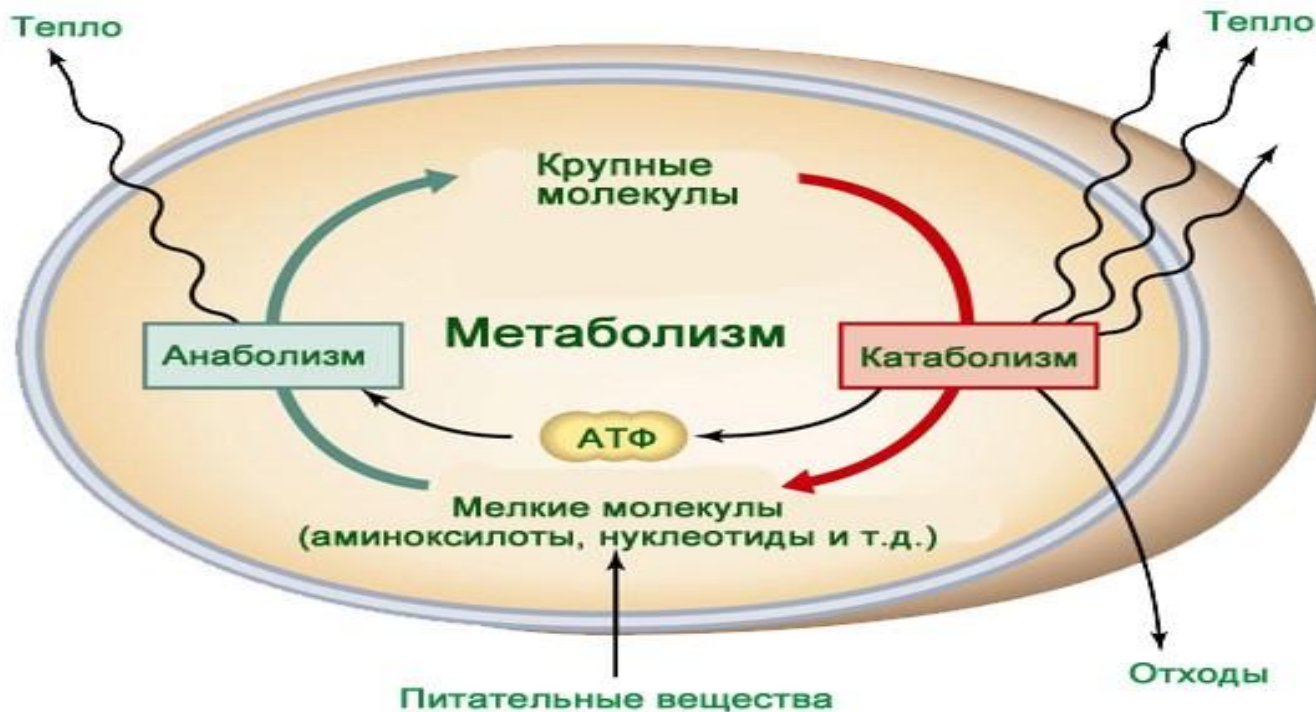 Тепло
Тепло
Крупные
молекулы
Метаболизм
Анаболизм
Катаболизм
АТФ
Мелкие молекулы
(аминоксилоты, нуклеотиды и т.д.)
Отходы
Питательные вещества